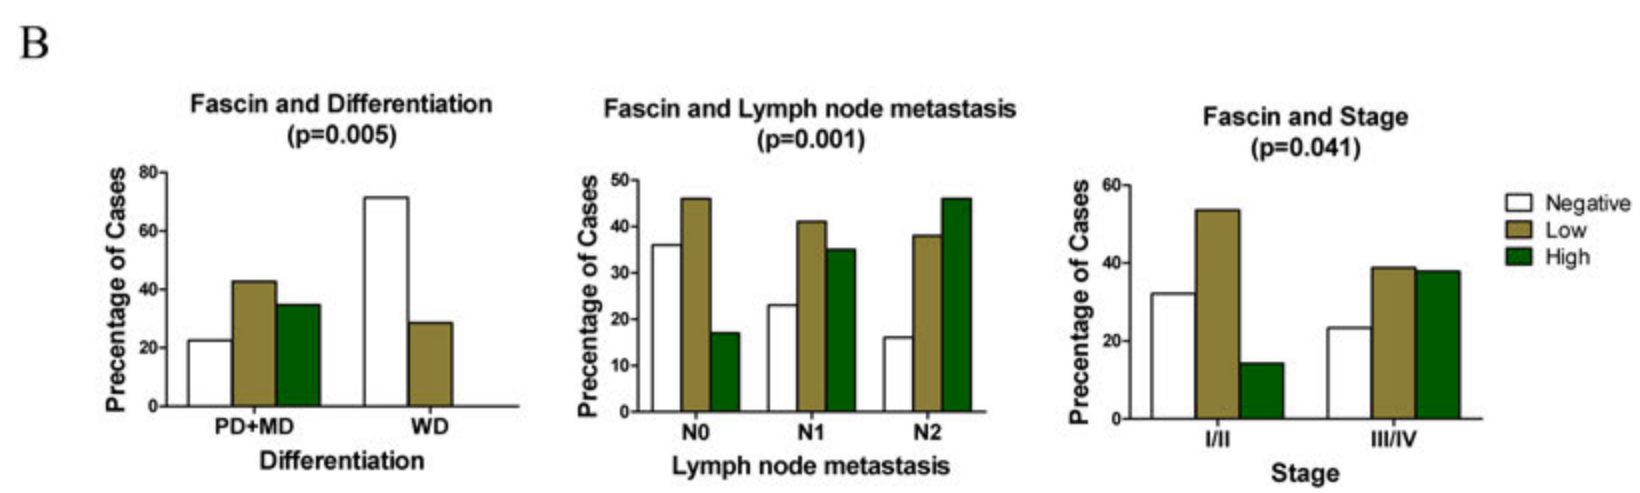 B
Fascin and Differentiation
(p=0.005)
Precentage of Cases
80
60
40
20
0
PD+MD WD
Differentiation
Fascin and Lymph node metastasis
(p=0.001)
Precentage of Cases
50
40
30
20
10
0
N0 N1 N2
Lymph node metastasis
Fascin and Stage
(p=0.041)
Precentage of Cases
60
40
20
0
I/II III/IV
Stage
Negative
Low
High